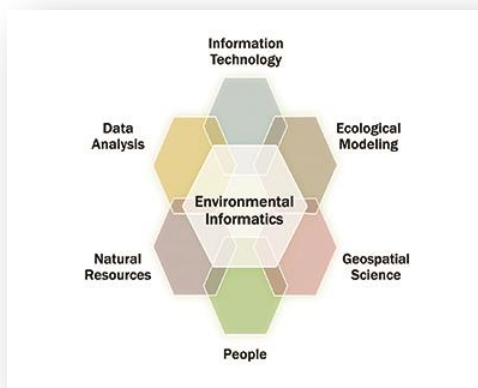 Information
Technology
Data
Analysis
Ecological
Modeling
Environmental
Informatics
Natural
Resources
Geospatial
Science
People